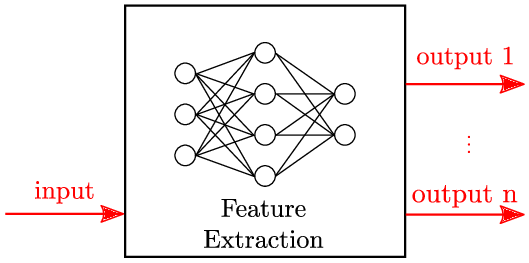 output 1
⋮
input
output n
Feature
Extraction